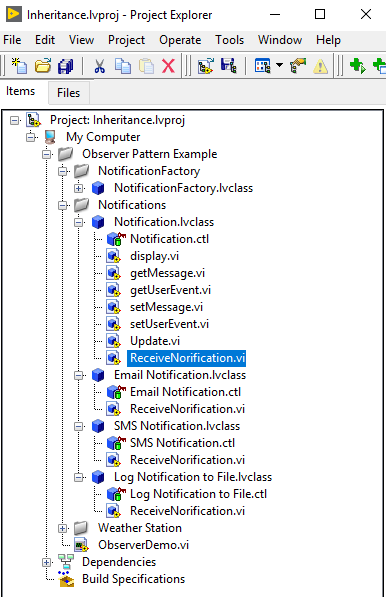 Inheritance.lvproj - Project Explorer
File Edit View Project Operate Tools Window Help
Items Files
Project: Inheritance.lvproj
My Computer
Observer Pattern Example
NotificationFactory
NotificationFactory.lvclass
Notifications
Notification.lvclass
Notification.ctl
display.vi
getMessage.vi
getUserEvent.vi
setMessage.vi
setUserEvent.vi
Update.vi
ReceiveNorification.vi
Email Notification.lvclass
Email Notification.ctl
ReceiveNorification.vi
SMS Notification.lvclass
SMS Notification.ctl
ReceiveNorification.vi
Log Notification to File.lvclass
Log Notification to File.ctl
ReceiveNorification.vi
Weather Station
ObserverDemo.vi
Dependencies
Build Specifications